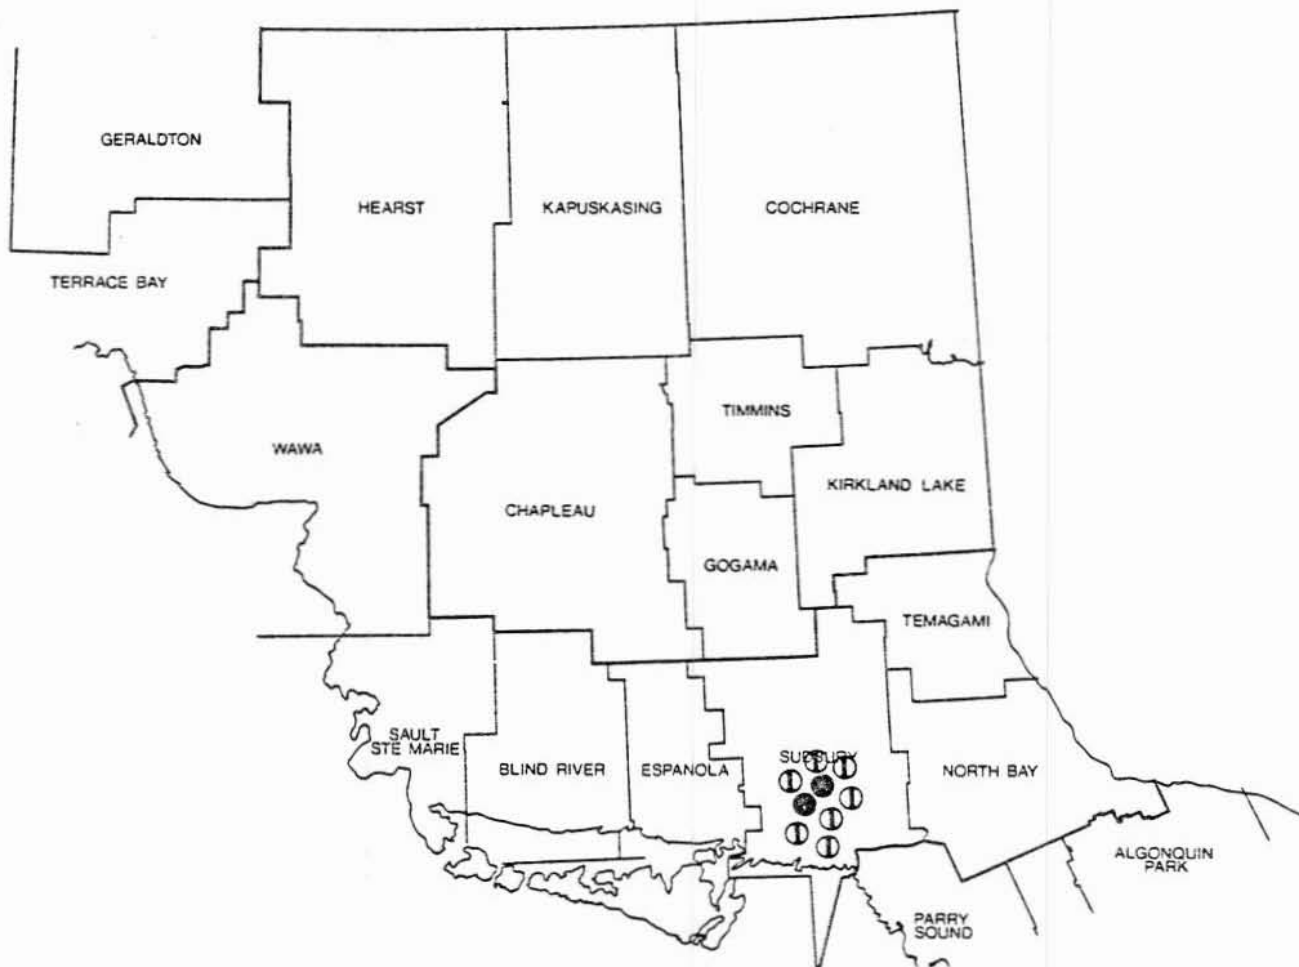 GERALDTON
HEARST
KAPUSKASING
COCHRANE
TERRACE BAY
TIMMINS
WAWA
KIRKLAND LAKE
CHAPLEAU
GOGAMA
TEMAGAMI
SAULT
STE MARIE
BLIND RIVER
ESPANOLA
SUDBURY
NORTH BAY
ALGONQUIN
PARK
PARRY
SOUND